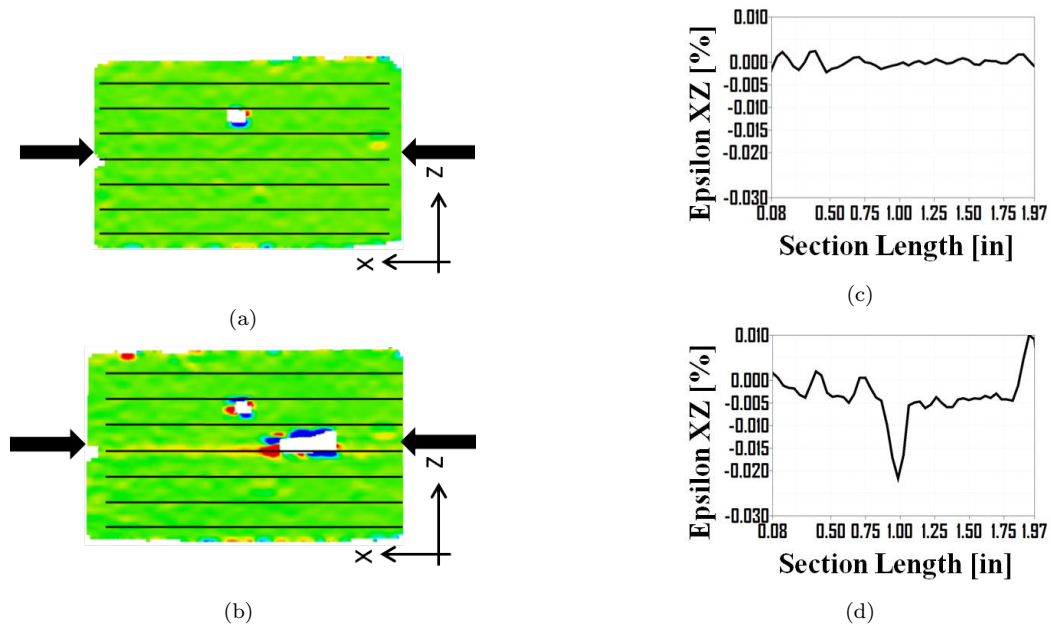 Z
X
(a)
Z
X
(b)
0.010
0.000
-0.005
-0.010
-0.015
-0.020
-0.030
Epsilon XZ [%]
0.08 0.50 0.75 1.00 1.25 1.50 1.75 1.97
Section Length [in]
(c)
0.010
0.000
-0.005
-0.010
-0.015
-0.020
-0.030
Epsilon XZ [%]
0.08 0.50 0.75 1.00 1.25 1.50 1.75 1.97
Section Length [in]
(d)